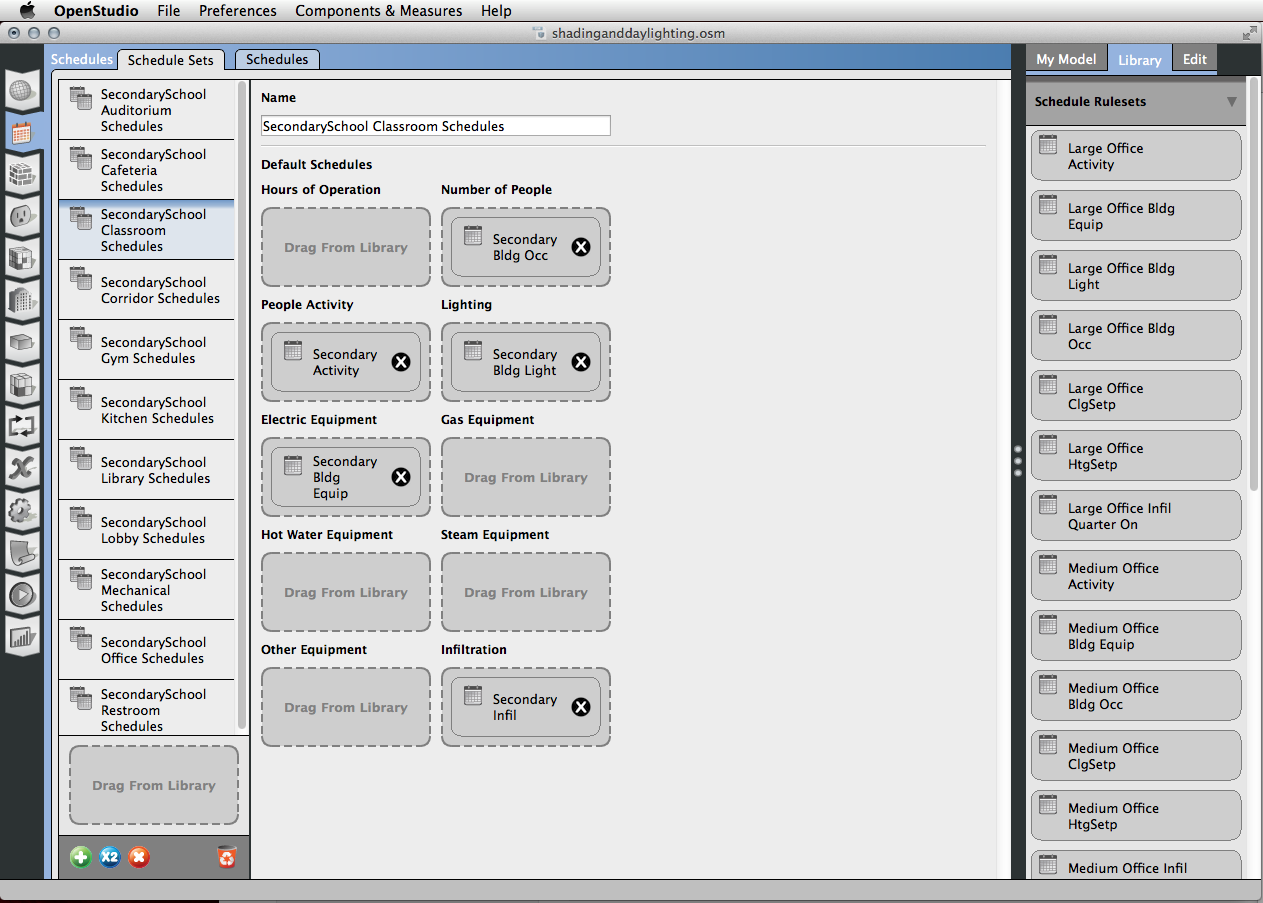 OpenStudio File Preferences Components & Measures Help
shadinganddaylighting.osm
Schedules Schedule Sets Schedules
SecondarySchool
Auditorium
Schedules
SecondarySchool
Cafeteria
Schedules
SecondarySchool
Classroom
Schedules
SecondarySchool
Corridor Schedules
SecondarySchool
Gym Schedules
SecondarySchool
Kitchen Schedules
SecondarySchool
Library Schedules
SecondarySchool
Lobby Schedules
SecondarySchool
Mechanical
Schedules
SecondarySchool
Office Schedules
SecondarySchool
Restroom
Schedules
Drag From Library
X2
Name
SecondarySchool Classroom Schedules
Default Schedules
Hours of Operation Number of People
Drag From Library
Secondary
Bldg Occ
People Activity Lighting
Secondary
Activity
Secondary
Bldg Light
Electric Equipment Gas Equipment
Secondary
Bldg
Equip
Drag From Library
Hot Water Equipment Steam Equipment
Drag From Library Drag From Library
Other Equipment Infiltration
Drag From Library
Secondary
Infil
My Model Library Edit
Schedule Rulesets
Large Office
Activity
Large Office Bldg
Equip
Large Office Bldg
Light
Large Office Bldg
Occ
Large Office
ClgSetp
Large Office
HtgSetp
Large Office Infil
Quarter On
Medium Office
Activity
Medium Office
Bldg Equip
Medium Office
Bldg Occ
Medium Office
ClgSetp
Medium Office
HtgSetp
Medium Office Infil